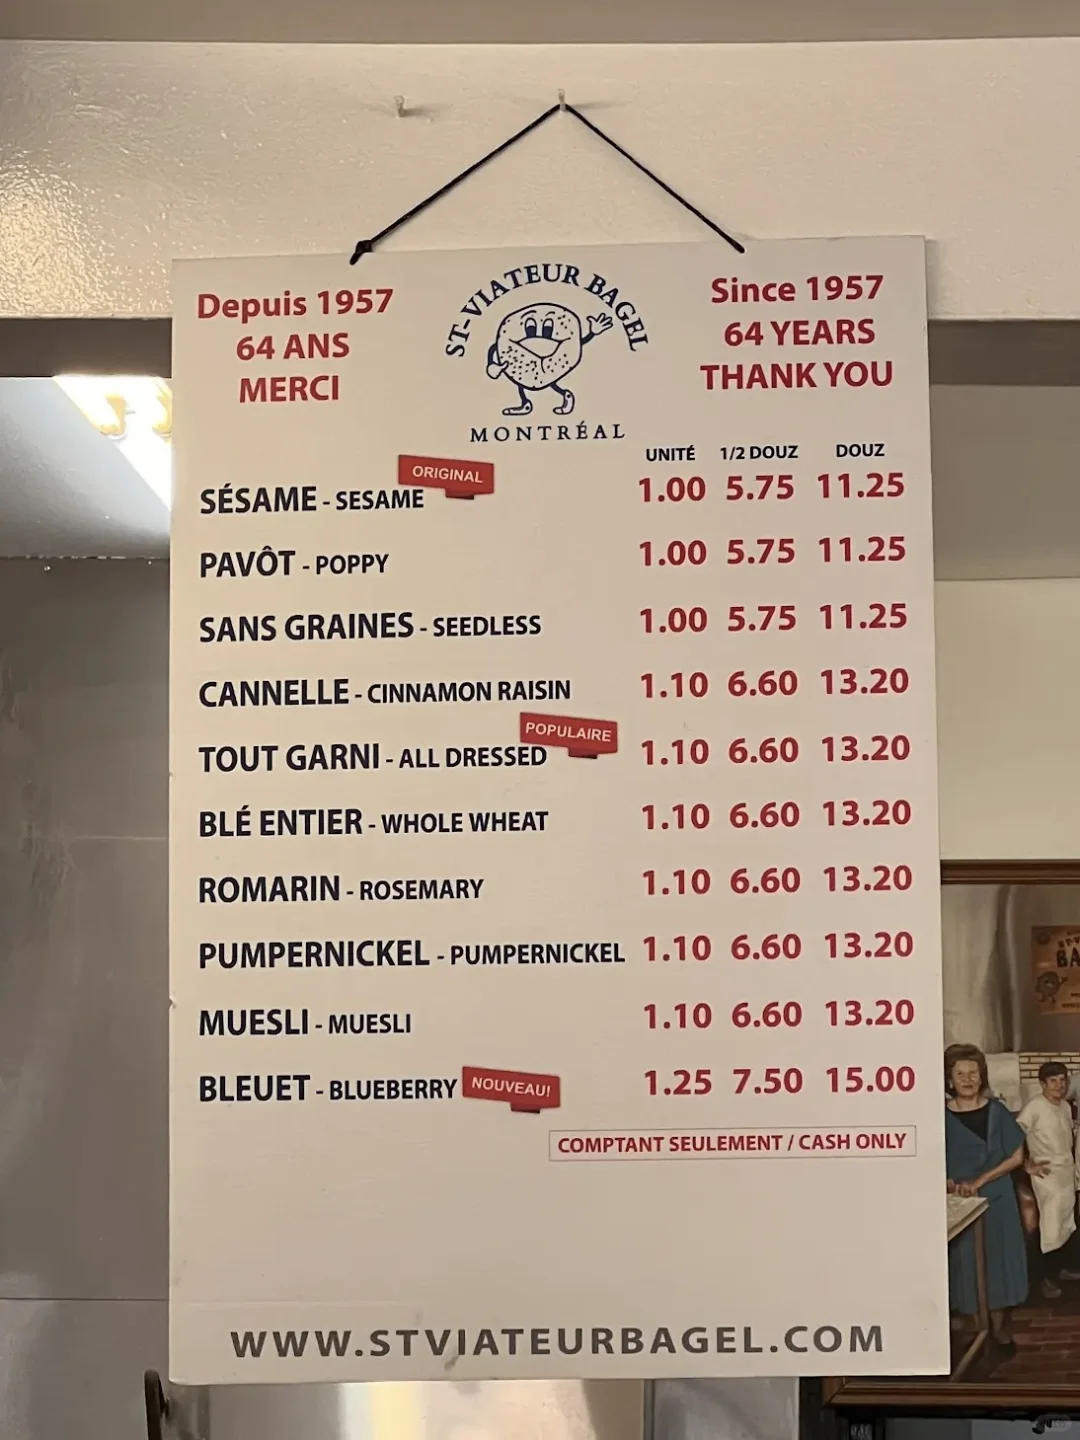 Depuis 1957
64 ANS
MERCI
ST-VIATEUR BAGEL
MONTRÉAL
Since 1957
64 YEARS
THANK YOU
UNITÉ 1/2 DOUZ DOUZ
ORIGINAL
SÉSAME - SESAME 1.00 5.75 11.25
PAVÔT - POPPY 1.00 5.75 11.25
SANS GRAINES - SEEDLESS 1.00 5.75 11.25
CANNELLE - CINNAMON RAISIN 1.10 6.60 13.20
POPULAIRE
TOUT GARNI - ALL DRESSED 1.10 6.60 13.20
BLÉ ENTIER - WHOLE WHEAT 1.10 6.60 13.20
ROMARIN - ROSEMARY 1.10 6.60 13.20
PUMPERNICKEL - PUMPERNICKEL 1.10 6.60 13.20
MUESLI - MUESLI 1.10 6.60 13.20
BLEUET - BLUEBERRY NOUVEAU! 1.25 7.50 15.00
COMPTANT SEULEMENT / CASH ONLY
WWW.STVIATEURBAGEL.COM